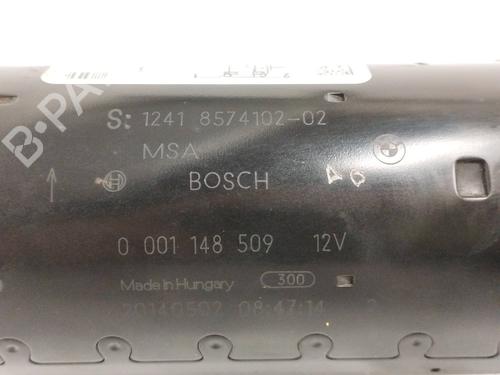 S: 1241 8574102-02
MSA
BOSCH
0 001 148 509 12V
Made in Hungary 300
20140502 08:47:14